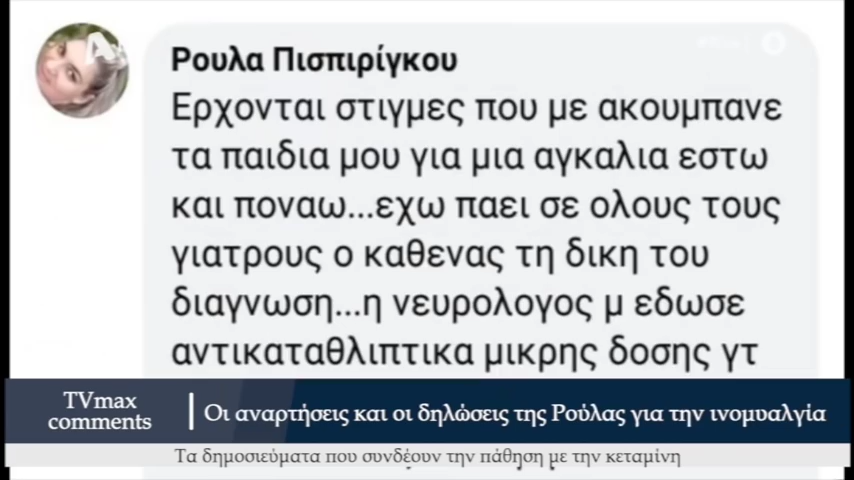 Ρουλα Πισπιρίγκου
Ερχονται στιγμες που με ακουμπανε
τα παιδια μου για μια αγκαλια εστω
και ποναω...εχω παει σε ολους τους
γιατρους ο καθενας τη δικη του
διαγνωση...η νευρολογος μ εδωσε
αντικαταθλιπτικα μικρης δοσης γτ
TVmax
comments
Οι αναρτήσεις και οι δηλώσεις της Ρούλας για την ινομυαλγία
Τα δημοσιεύματα που συνδέουν την πάθηση με την κεταμίνη